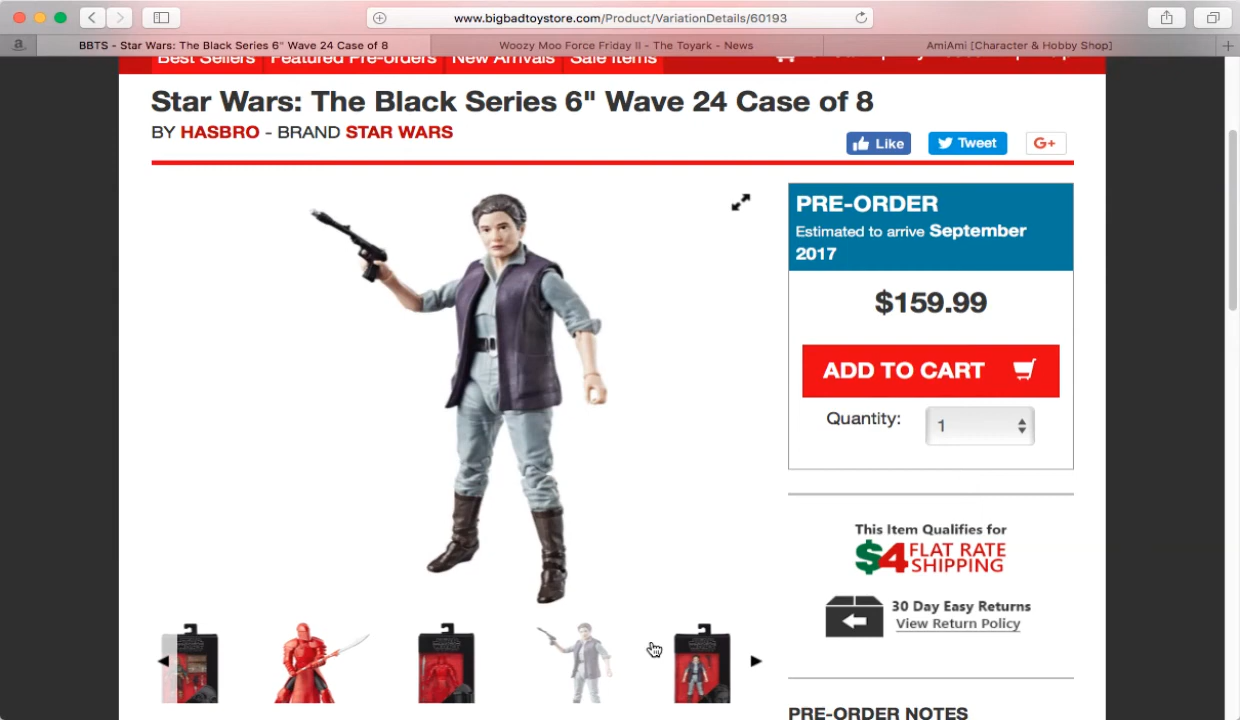 www.bigbadtoystore.com/Product/VariationDetails/60193
BBTS - Star Wars: The Black Series 6" Wave 24 Case of 8
Woozy Moo Force Friday II - The Toyark - News
AmiAmi [Character & Hobby Shop]
Best Sellers
Featured Pre-orders
New Arrivals
Sale Items
Star Wars: The Black Series 6" Wave 24 Case of 8
BY HASBRO - BRAND STAR WARS
Like
Tweet
G+
PRE-ORDER
Estimated to arrive September
2017
$159.99
ADD TO CART
Quantity:
1
This Item Qualifies for
$4 FLAT RATE
SHIPPING
30 Day Easy Returns
View Return Policy
PRE-ORDER NOTES